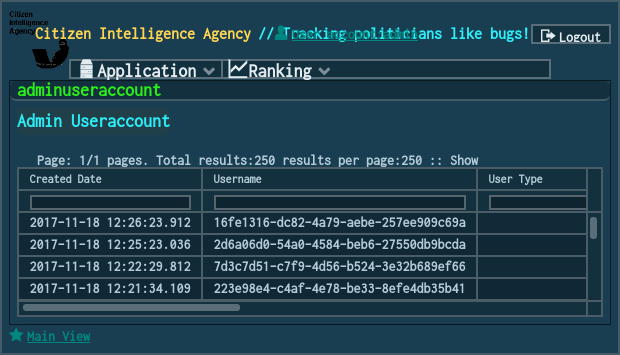 Citizen
Intelligence
Agency
Citizen Intelligence Agency // Tracking politicians like bugs!
Logout
Application
Ranking
adminuseraccount
Admin Useraccount
Page: 1/1 pages. Total results:250 results per page:250 :: Show
Created Date Username User Type
2017-11-18 12:26:23.912 16fe1316-dc82-4a79-aebe-257ee909c69a
2017-11-18 12:25:23.036 2d6a06d0-54a0-4584-beb6-27550db9bcda
2017-11-18 12:22:29.812 7d3c7d51-c7f9-4d56-b524-3e32b689ef66
2017-11-18 12:21:34.109 223e98e4-c4af-4e78-be33-8efe4db35b41
Main View